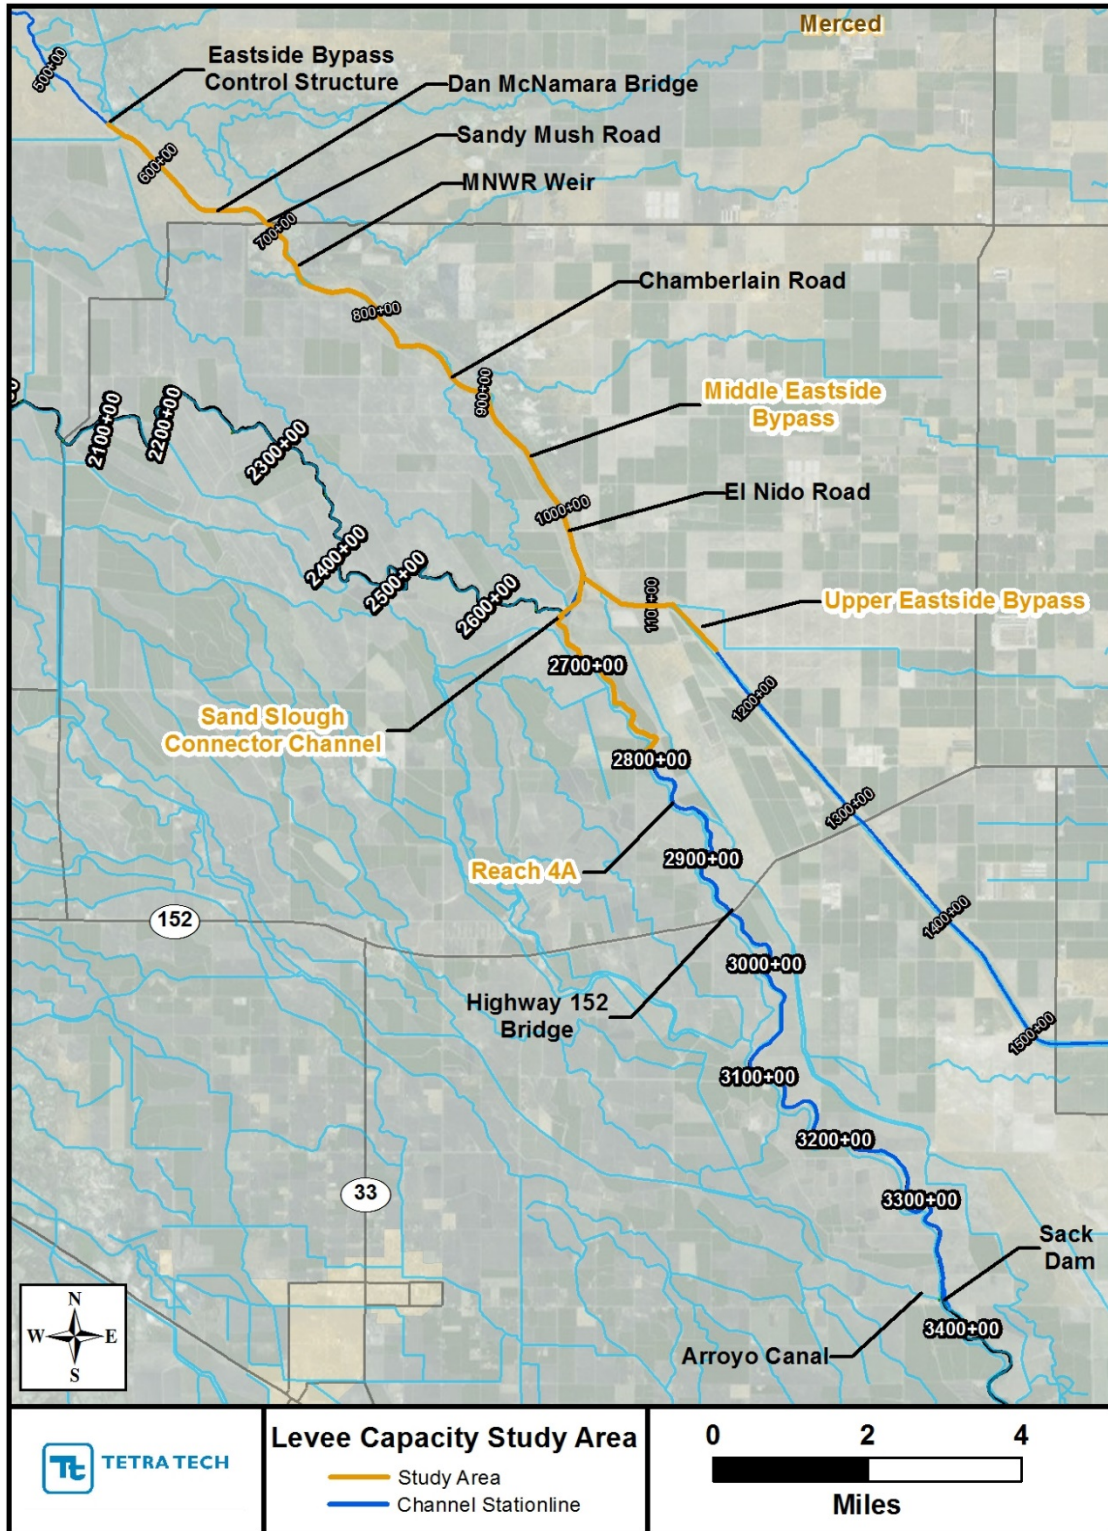 Merced
Eastside Bypass
Control Structure
500+00
Dan McNamara Bridge
Sandy Mush Road
600+00
MNWR Weir
700+00
Chamberlain Road
800+00
900+00
Middle Eastside
Bypass
2100+00
2200+00
2300+00
El Nido Road
1000+00
2400+00
2500+00
2600+00
1100+00
Upper Eastside Bypass
2700+00
1200+00
Sand Slough
Connector Channel
2800+00
1300+00
2900+00
Reach 4A
152
1400+00
3000+00
Highway 152
Bridge
1500+00
3100+00
3200+00
33
3300+00
Sack
Dam
3400+00
Arroyo Canal
N
W E
S
TETRA TECH
Levee Capacity Study Area
Study Area
Channel Stationline
0 2 4
Miles